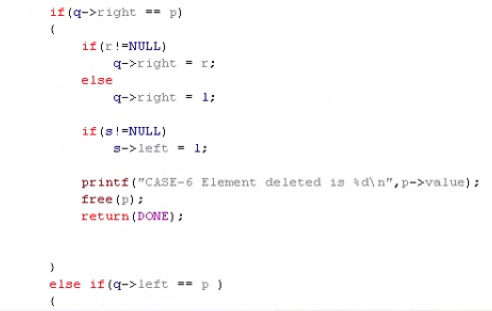 if(q->right == p)
{
if(r!=NULL)
q->right = r;
else
q->right = l;
if(s!=NULL)
s->left = l;
printf("CASE-6 Element deleted is %d\n",p->value);
free(p);
return(DONE);
}
else if(q->left == p )
{